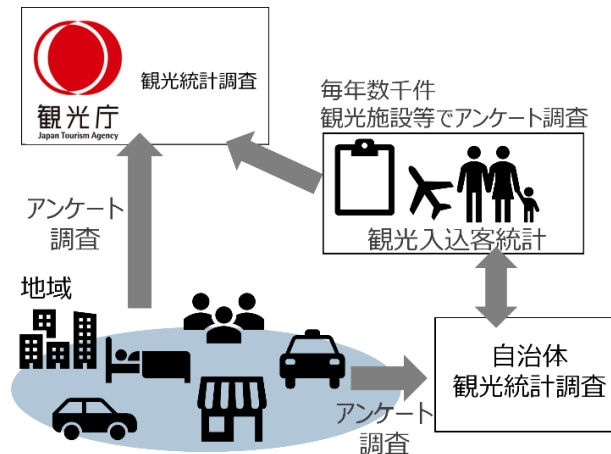 観光庁
Japan Tourism Agency
観光統計調査
毎年数千件
観光施設等でアンケート調査
観光入込客統計
アンケート
調査
地域
自治体
観光統計調査
アンケート
調査